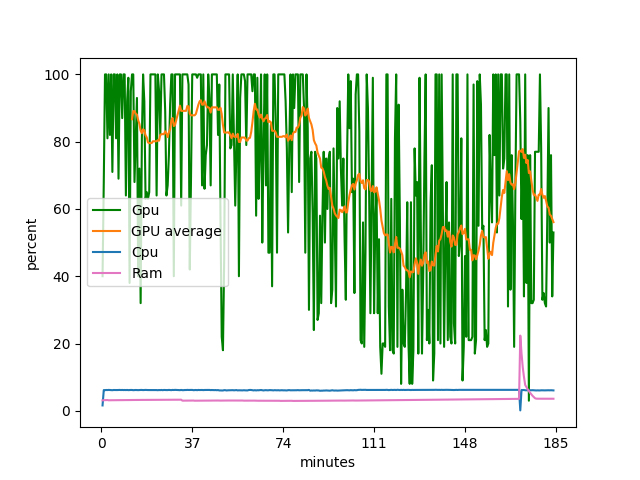 100
80
60
40
20
0
percent
Gpu
GPU average
Cpu
Ram
0 37 74 111 148 185
minutes